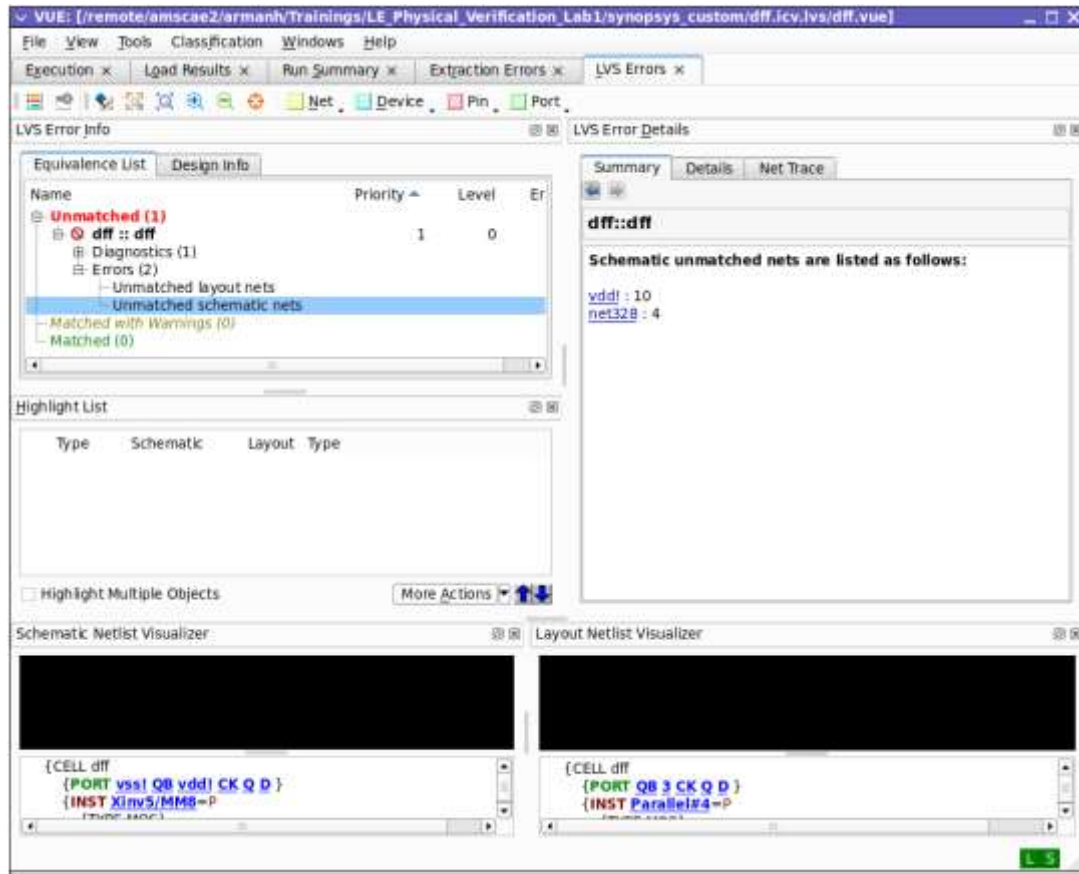 VUE: [/remote/amscae2/armanh/Trainings/LE_Physical_Verification_Lab1/synopsys_custom/dff.icv.lvs/dff.vue]
File View Tools Classification Windows Help
Execution Load Results Run Summary Extraction Errors LVS Errors
Net Device Pin Port
LVS Error Info
LVS Error Details
Equivalence List Design Info
Summary Details Net Trace
Name Priority Level Er
Unmatched (1)
dff :: dff 1 0
Diagnostics (1)
Errors (2)
Unmatched layout nets
Unmatched schematic nets
Matched with Warnings (0)
Matched (0)
dff::dff
Schematic unmatched nets are listed as follows:
vdd! : 10
net32B : 4
Highlight List
Type Schematic Layout Type
Highlight Multiple Objects More Actions
Schematic Netlist Visualizer
Layout Netlist Visualizer
{CELL dff
{PORT vss! QB vdd! CK Q D }
{INST Xinv5/MM8=P
{CELL dff
{PORT QB 3 CK Q D }
{INST Parallel#4=P
L S